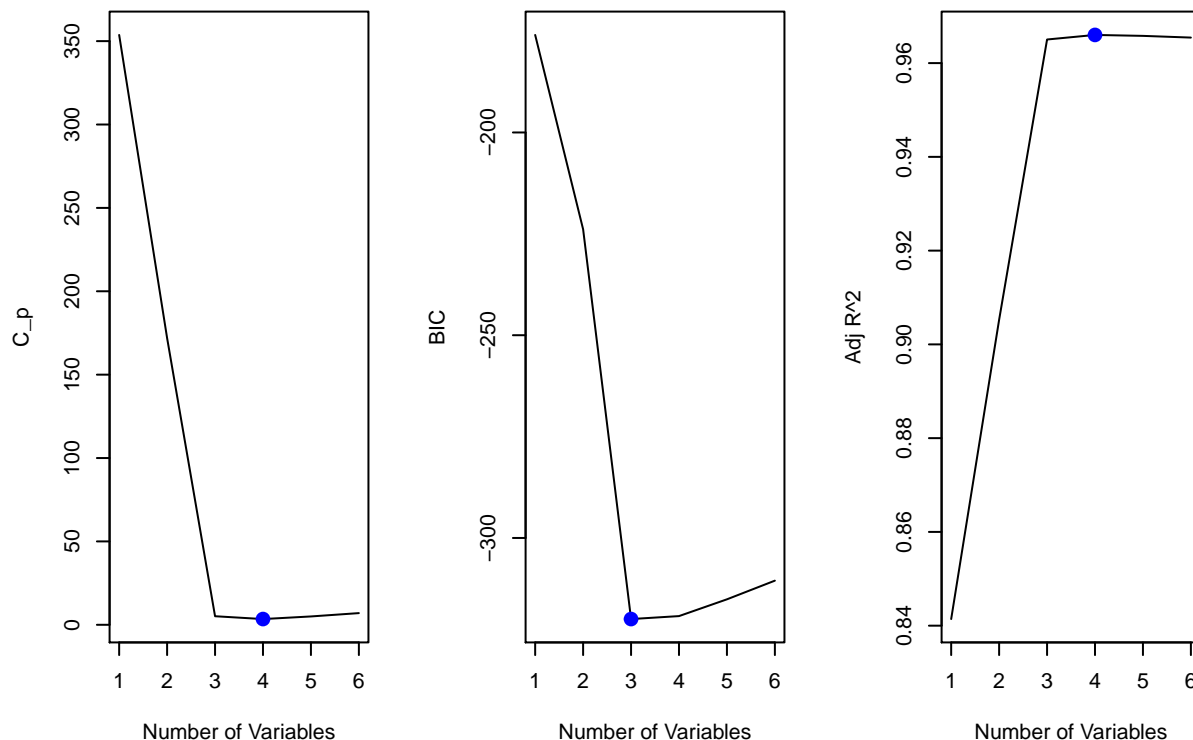 C_p
350
300
250
200
150
100
50
0
1 2 3 4 5 6
Number of Variables
BIC
−200
−250
−300
1 2 3 4 5 6
Number of Variables
Adj R^2
0.96
0.94
0.92
0.90
0.88
0.86
0.84
1 2 3 4 5 6
Number of Variables